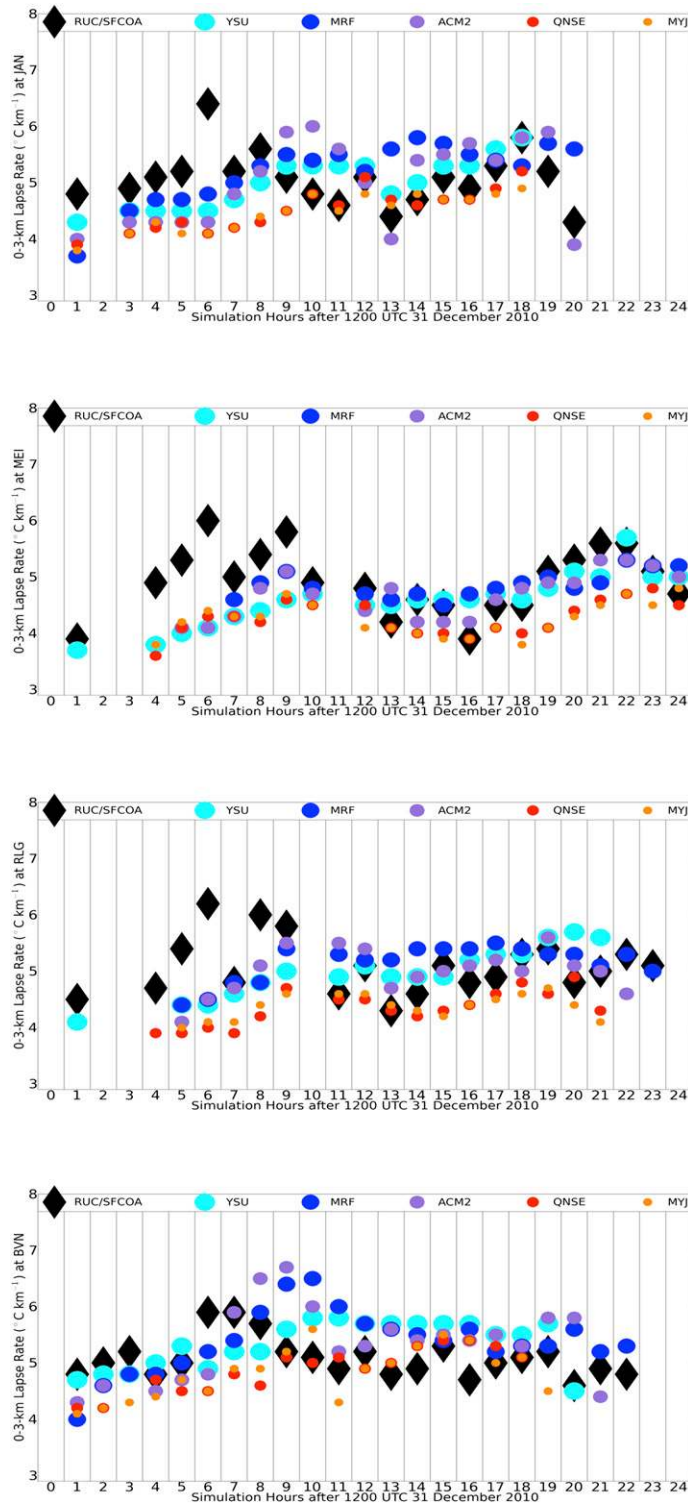 8
RUC/SFCOA YSU MRF ACM2 QNSE MYJ
7
6
5
4
3
0-3-km Lapse Rate (°C km⁻¹) at JAN
0 1 2 3 4 5 6 7 8 9 10 11 12 13 14 15 16 17 18 19 20 21 22 23 24
Simulation Hours after 1200 UTC 31 December 2010
8
RUC/SFCOA YSU MRF ACM2 QNSE MYJ
7
6
5
4
3
0-3-km Lapse Rate (°C km⁻¹) at MEI
0 1 2 3 4 5 6 7 8 9 10 11 12 13 14 15 16 17 18 19 20 21 22 23 24
Simulation Hours after 1200 UTC 31 December 2010
8
RUC/SFCOA YSU MRF ACM2 QNSE MYJ
7
6
5
4
3
0-3-km Lapse Rate (°C km⁻¹) at RLG
0 1 2 3 4 5 6 7 8 9 10 11 12 13 14 15 16 17 18 19 20 21 22 23 24
Simulation Hours after 1200 UTC 31 December 2010
8
RUC/SFCOA YSU MRF ACM2 QNSE MYJ
7
6
5
4
3
0-3-km Lapse Rate (°C km⁻¹) at BVN
0 1 2 3 4 5 6 7 8 9 10 11 12 13 14 15 16 17 18 19 20 21 22 23 24
Simulation Hours after 1200 UTC 31 December 2010